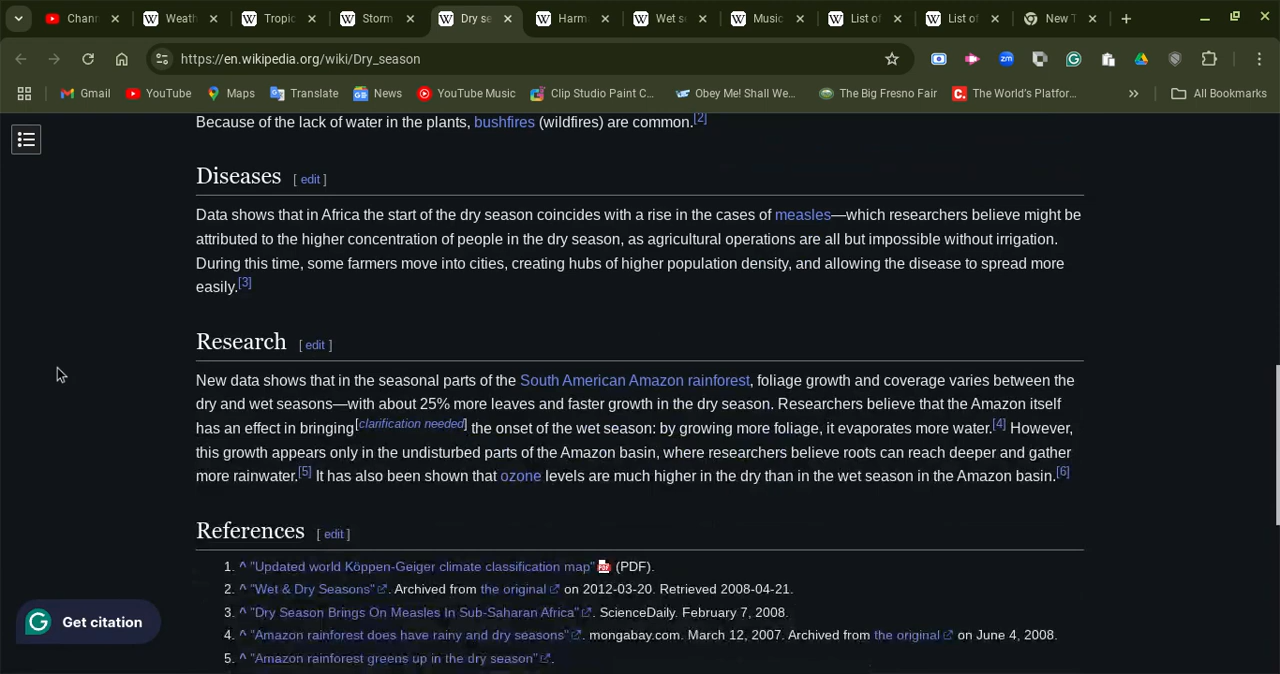 Chann Weath Tropic Storm Dry se Harm Wet s Music List of List of New T
https://en.wikipedia.org/wiki/Dry_season
Gmail YouTube Maps Translate News YouTube Music Clip Studio Paint C... Obey Me! Shall We... The Big Fresno Fair The World's Platfor... » All Bookmarks
Because of the lack of water in the plants, bushfires (wildfires) are common.[2]
Diseases [ edit ]
Data shows that in Africa the start of the dry season coincides with a rise in the cases of measles—which researchers believe might be
attributed to the higher concentration of people in the dry season, as agricultural operations are all but impossible without irrigation.
During this time, some farmers move into cities, creating hubs of higher population density, and allowing the disease to spread more
easily.[3]
Research [ edit ]
New data shows that in the seasonal parts of the South American Amazon rainforest, foliage growth and coverage varies between the
dry and wet seasons—with about 25% more leaves and faster growth in the dry season. Researchers believe that the Amazon itself
has an effect in bringing[clarification needed] the onset of the wet season: by growing more foliage, it evaporates more water.[4] However,
this growth appears only in the undisturbed parts of the Amazon basin, where researchers believe roots can reach deeper and gather
more rainwater.[5] It has also been shown that ozone levels are much higher in the dry than in the wet season in the Amazon basin.[6]
References [ edit ]
1. ^ "Updated world Köppen-Geiger climate classification map" (PDF).
2. ^ "Wet & Dry Seasons". Archived from the original on 2012-03-20. Retrieved 2008-04-21.
3. ^ "Dry Season Brings On Measles In Sub-Saharan Africa". ScienceDaily. February 7, 2008.
4. ^ "Amazon rainforest does have rainy and dry seasons". mongabay.com. March 12, 2007. Archived from the original on June 4, 2008.
5. ^ "Amazon rainforest greens up in the dry season".
Get citation